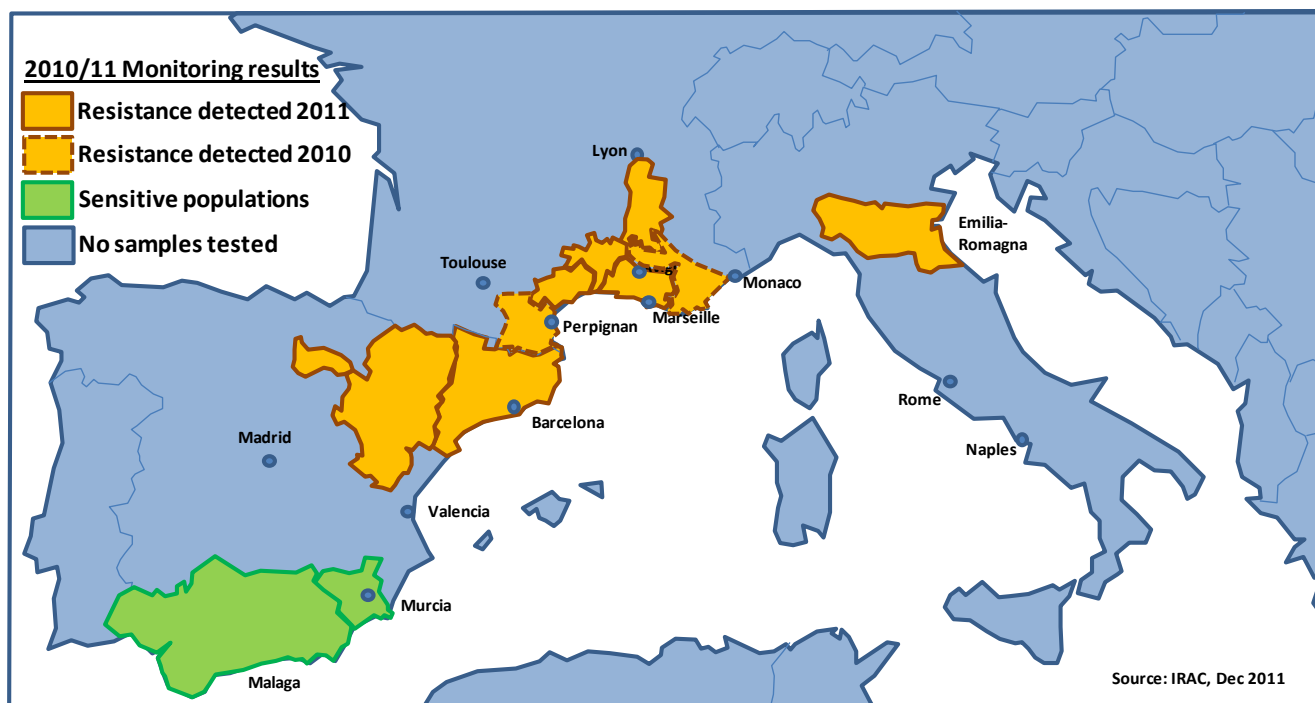 2010/11 Monitoring results
Resistance detected 2011
Resistance detected 2010
Sensitive populations
No samples tested
Lyon
Emilia-
Romagna
Toulouse
Monaco
Marseille
Perpignan
Rome
Barcelona
Madrid
Naples
Valencia
Murcia
Malaga
Source: IRAC, Dec 2011